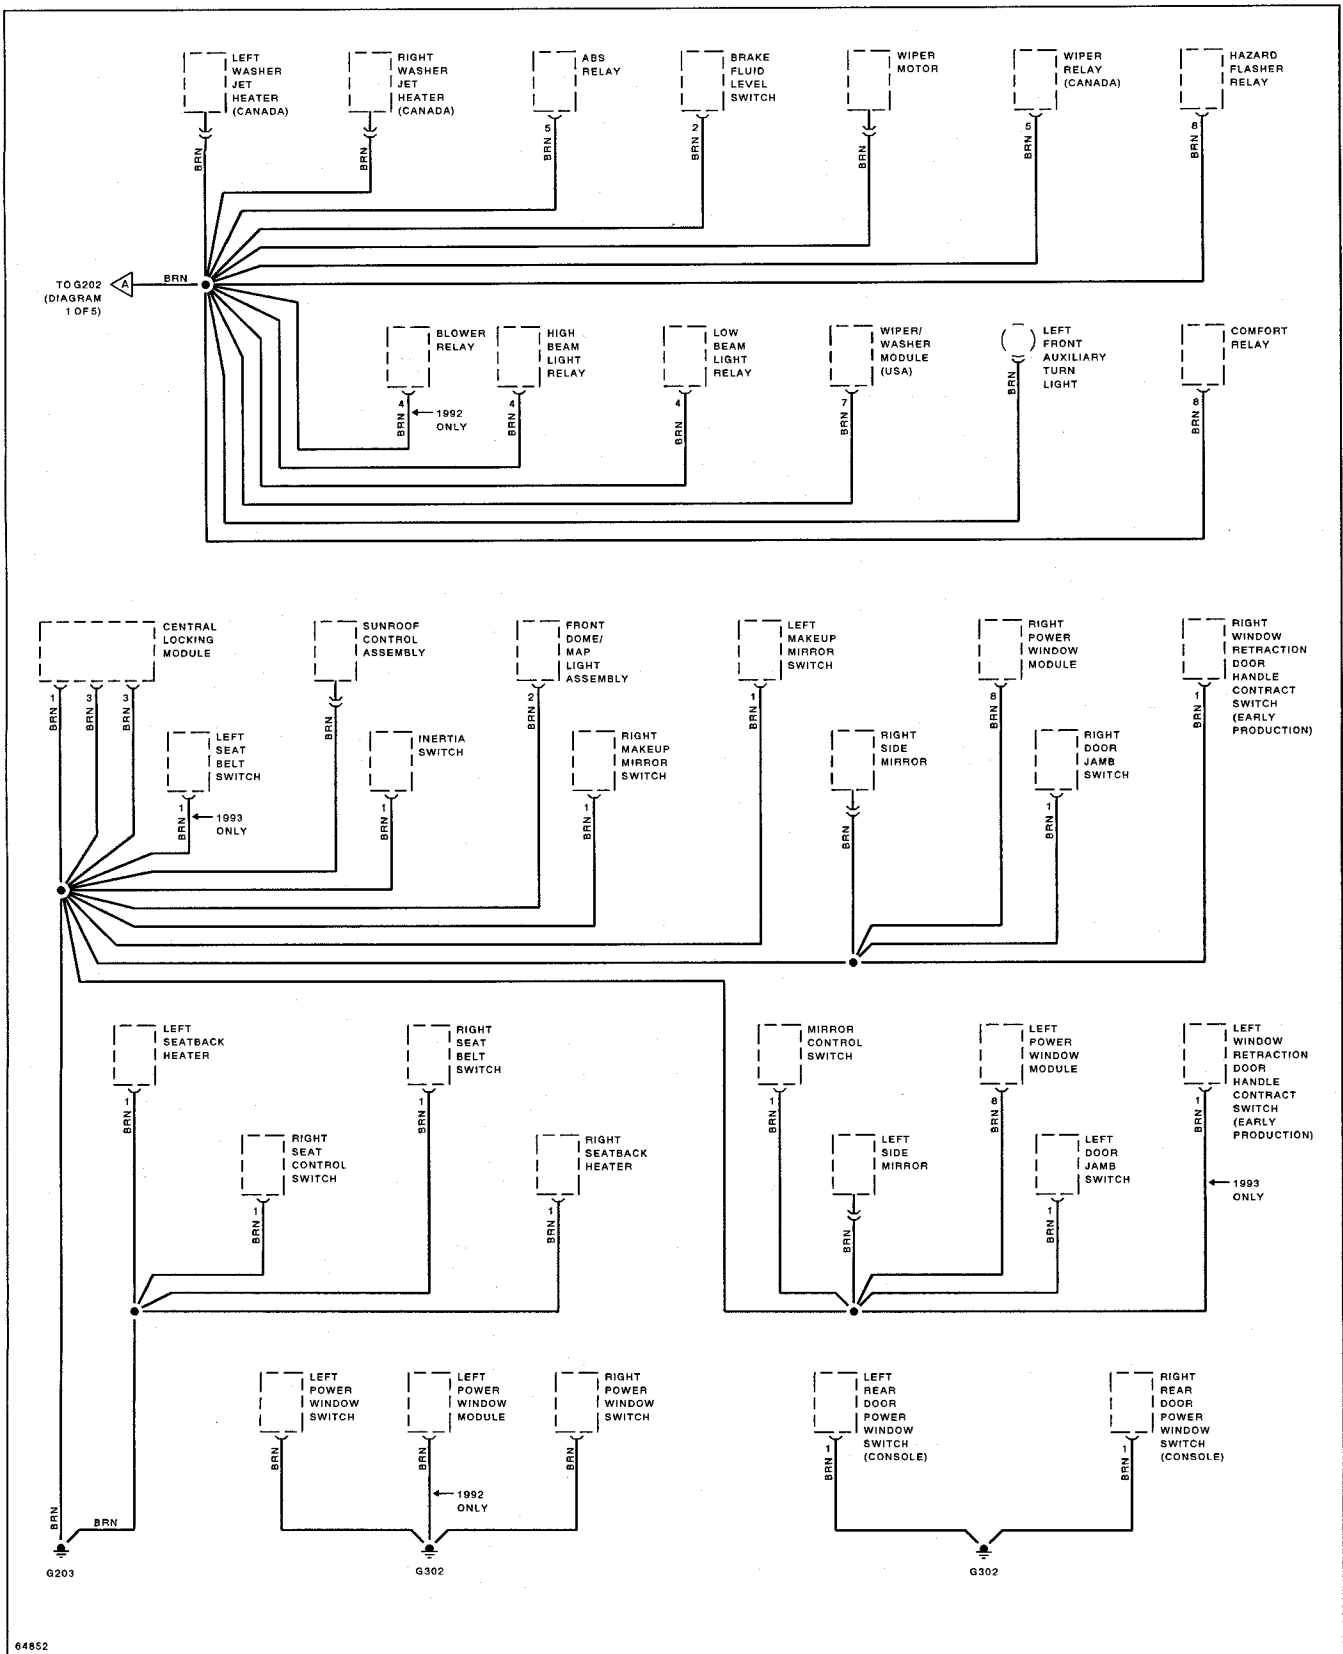 LEFT
WASHER
JET
HEATER
(CANADA)
BRN
RIGHT
WASHER
JET
HEATER
(CANADA)
BRN
ABS
RELAY
5
BRN
BRAKE
FLUID
LEVEL
SWITCH
2
BRN
WIPER
MOTOR
BRN
WIPER
RELAY
(CANADA)
5
BRN
HAZARD
FLASHER
RELAY
8
BRN
TO G202
(DIAGRAM
1 OF 5)
A
BRN
BLOWER
RELAY
4
BRN
1992
ONLY
HIGH
BEAM
LIGHT
RELAY
4
BRN
LOW
BEAM
LIGHT
RELAY
4
BRN
WIPER/
WASHER
MODULE
(USA)
7
BRN
LEFT
FRONT
AUXILIARY
TURN
LIGHT
BRN
COMFORT
RELAY
8
BRN
CENTRAL
LOCKING
MODULE
1
BRN
3
BRN
3
BRN
LEFT
SEAT
BELT
SWITCH
1
BRN
1993
ONLY
SUNROOF
CONTROL
ASSEMBLY
BRN
INERTIA
SWITCH
1
BRN
FRONT
DOME/
MAP
LIGHT
ASSEMBLY
2
BRN
RIGHT
MAKEUP
MIRROR
SWITCH
1
BRN
LEFT
MAKEUP
MIRROR
SWITCH
1
BRN
RIGHT
SIDE
MIRROR
BRN
RIGHT
POWER
WINDOW
MODULE
8
BRN
RIGHT
DOOR
JAMB
SWITCH
1
BRN
RIGHT
WINDOW
RETRACTION
DOOR
HANDLE
CONTRACT
SWITCH
(EARLY
PRODUCTION)
1
BRN
LEFT
SEATBACK
HEATER
1
BRN
RIGHT
SEAT
CONTROL
SWITCH
1
BRN
RIGHT
SEAT
BELT
SWITCH
1
BRN
RIGHT
SEATBACK
HEATER
1
BRN
MIRROR
CONTROL
SWITCH
1
BRN
LEFT
SIDE
MIRROR
BRN
LEFT
POWER
WINDOW
MODULE
8
BRN
LEFT
DOOR
JAMB
SWITCH
1
BRN
LEFT
WINDOW
RETRACTION
DOOR
HANDLE
CONTRACT
SWITCH
(EARLY
PRODUCTION)
1
BRN
1993
ONLY
LEFT
POWER
WINDOW
SWITCH
BRN
LEFT
POWER
WINDOW
MODULE
BRN
1992
ONLY
RIGHT
POWER
WINDOW
SWITCH
BRN
LEFT
REAR
DOOR
POWER
WINDOW
SWITCH
(CONSOLE)
1
BRN
RIGHT
REAR
DOOR
POWER
WINDOW
SWITCH
(CONSOLE)
1
BRN
BRN
BRN
G203
G302
G302
64852